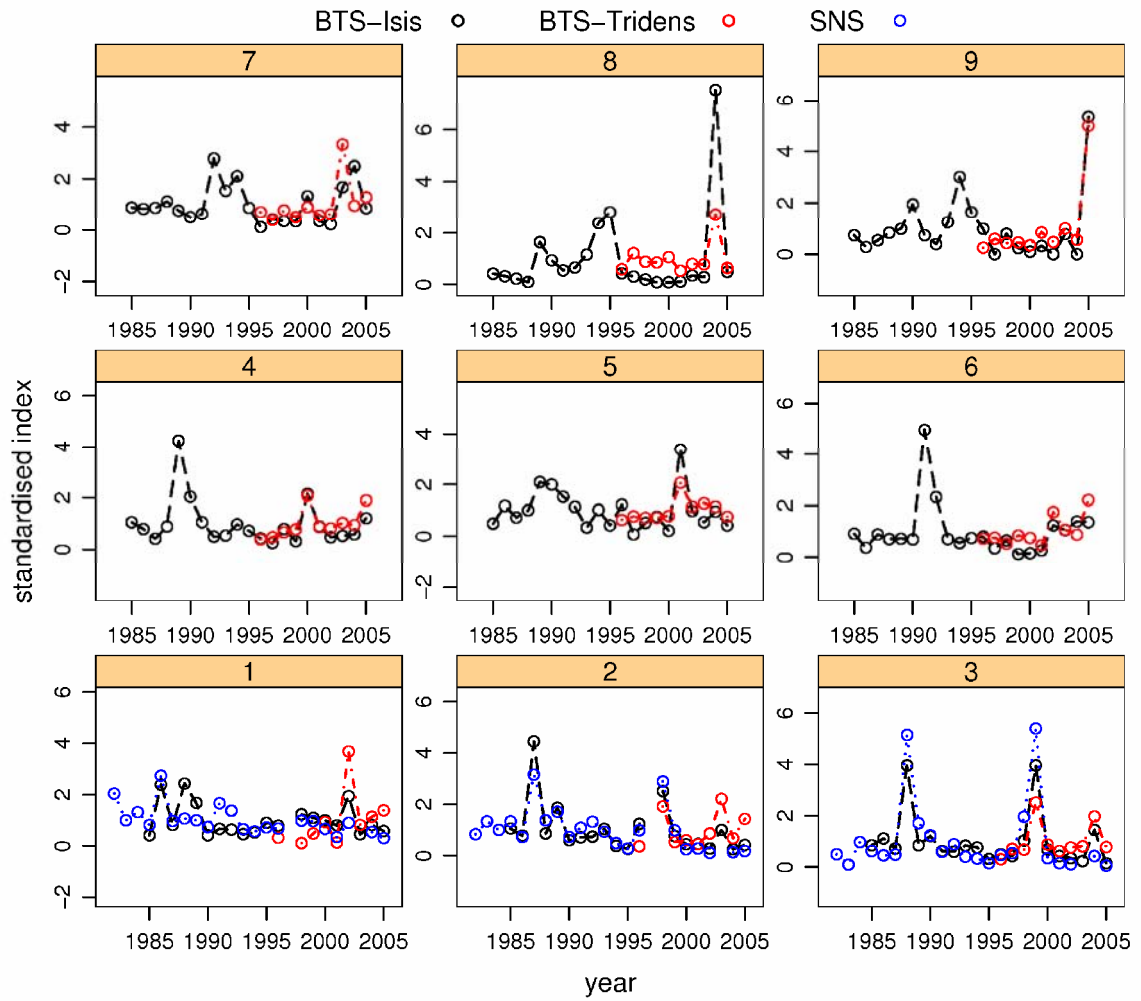 BTS−Isis BTS−Tridens SNS
7 8 9
−2 0 2 4
0 2 4 6
0 2 4 6
1985 1990 1995 2000 2005 1985 1990 1995 2000 2005 1985 1990 1995 2000 2005
4 5 6
0 2 4 6
−2 0 2 4
0 2 4 6
standardised index
1985 1990 1995 2000 2005 1985 1990 1995 2000 2005 1985 1990 1995 2000 2005
1 2 3
−2 0 2 4 6
0 2 4 6
0 2 4 6
1985 1990 1995 2000 2005 1985 1990 1995 2000 2005 1985 1990 1995 2000 2005
year